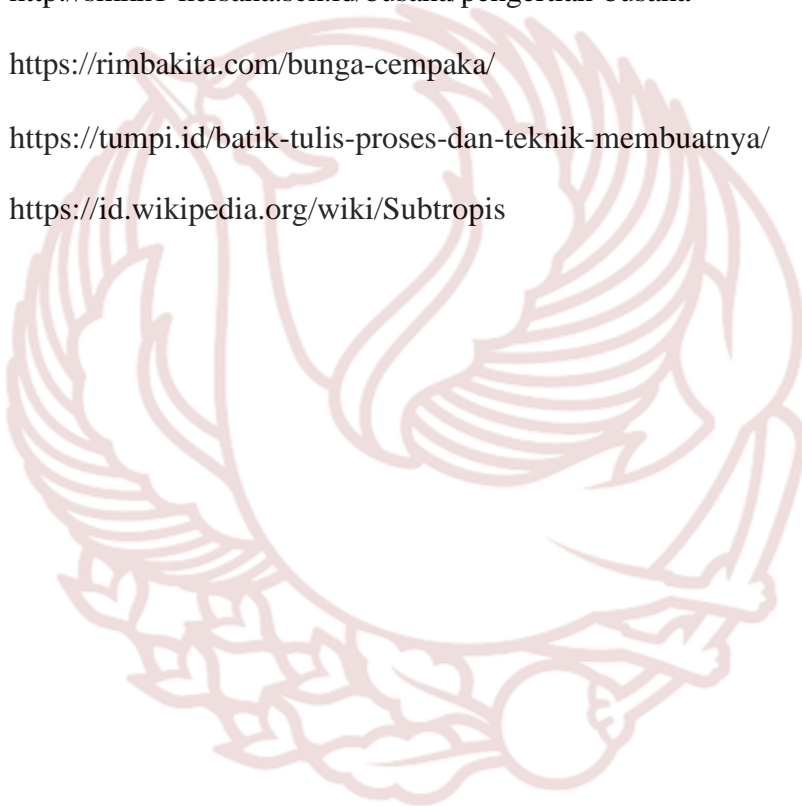 https://rimbakita.com/bunga-cempaka/
https://tumpi.id/batik-tulis-proses-dan-teknik-membuatnya/
https://id.wikipedia.org/wiki/Subtropis